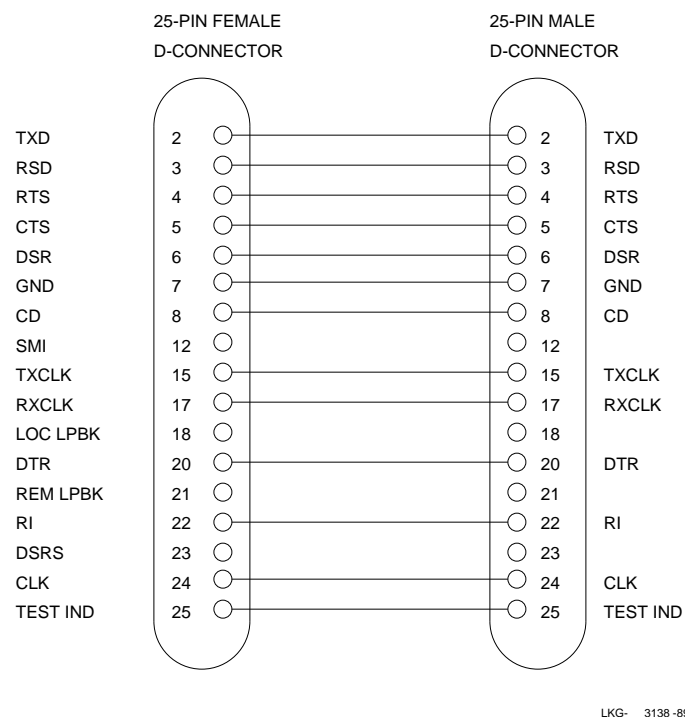 25-PIN FEMALE 25-PIN MALE
D-CONNECTOR D-CONNECTOR
TXD 2 2 TXD
RSD 3 3 RSD
RTS 4 4 RTS
CTS 5 5 CTS
DSR 6 6 DSR
GND 7 7 GND
CD 8 8 CD
SMI 12 12
TXCLK 15 15 TXCLK
RXCLK 17 17 RXCLK
LOC LPBK 18 18
DTR 20 20 DTR
REM LPBK 21 21
RI 22 22 RI
DSRS 23 23
CLK 24 24 CLK
TEST IND 25 25 TEST IND
LKG- 3138 -89